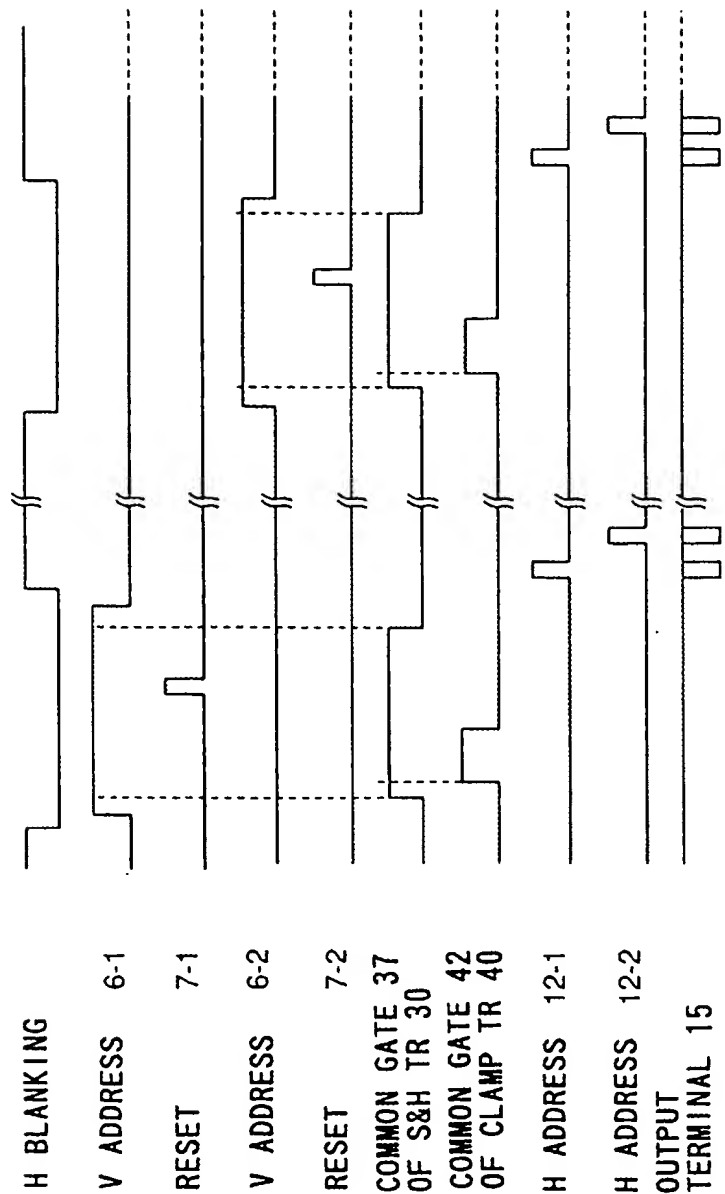 H BLANKING
V ADDRESS 6-1
RESET 7-1
V ADDRESS 6-2
RESET 7-2
COMMON GATE 37
OF S&H TR 30
COMMON GATE 42
OF CLAMP TR 40
H ADDRESS 12-1
H ADDRESS 12-2
OUTPUT
TERMINAL 15